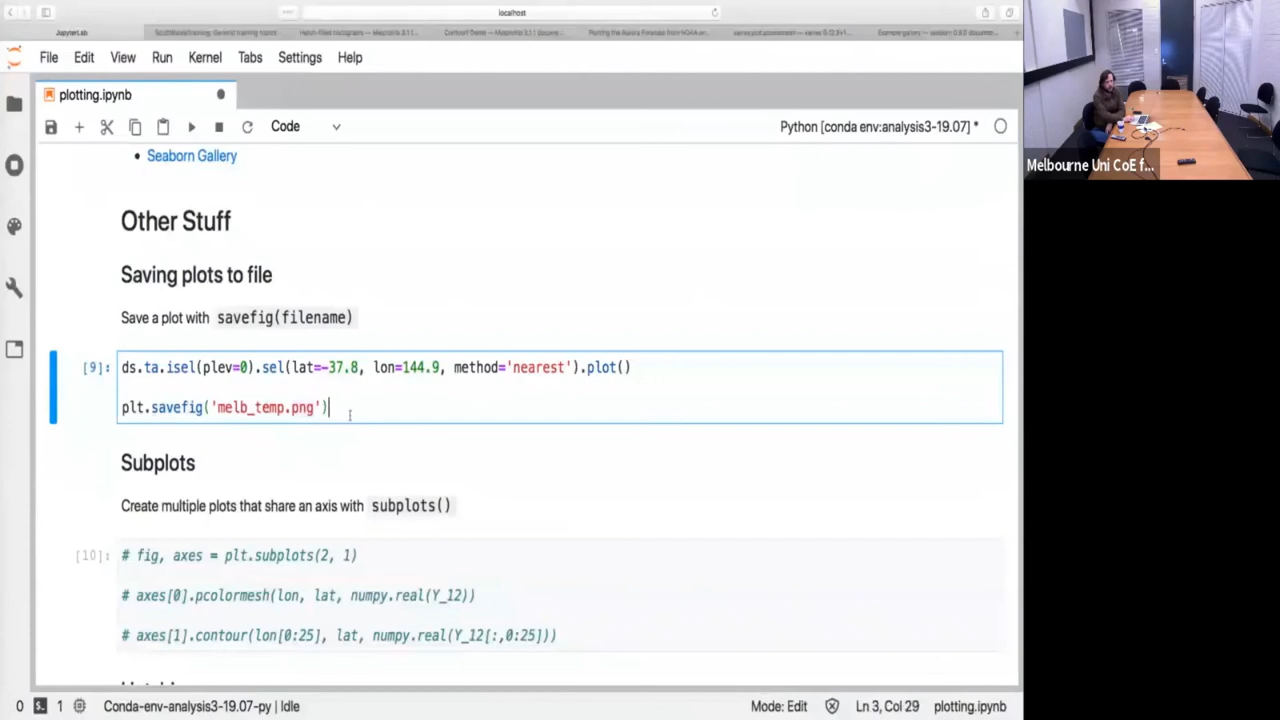 localhost
JupyterLab
File Edit View Run Kernel Tabs Settings Help
plotting.ipynb
Code
Python [conda env:analysis3-19.07] *
Melbourne Uni CoE f...
• Seaborn Gallery
Other Stuff
Saving plots to file
Save a plot with savefig(filename)
[9]: ds.ta.isel(plev=0).sel(lat=-37.8, lon=144.9, method='nearest').plot()
plt.savefig('melb_temp.png')
Subplots
Create multiple plots that share an axis with subplots()
[10]: # fig, axes = plt.subplots(2, 1)
# axes[0].pcolormesh(lon, lat, numpy.real(Y_12))
# axes[1].contour(lon[0:25], lat, numpy.real(Y_12[:,0:25]))
0 1 Conda-env-analysis3-19.07-py | Idle Mode: Edit Ln 3, Col 29 plotting.ipynb